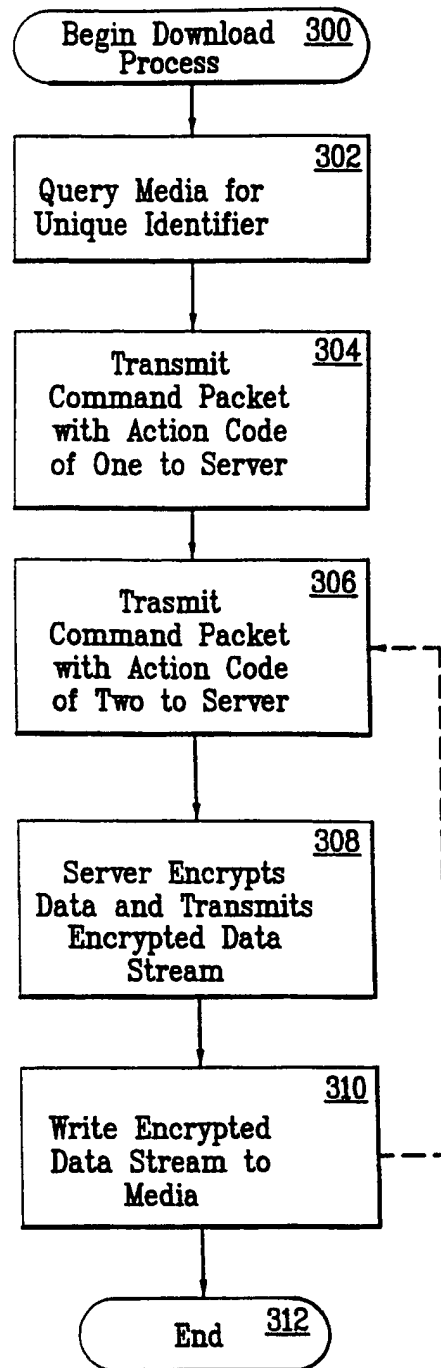 Begin Download 300
Process
302
Query Media for
Unique Identifier
304
Transmit
Command Packet
with Action Code
of One to Server
306
Trasmit
Command Packet
with Action Code
of Two to Server
308
Server Encrypts
Data and Transmits
Encrypted Data
Stream
310
Write Encrypted
Data Stream to
Media
End 312